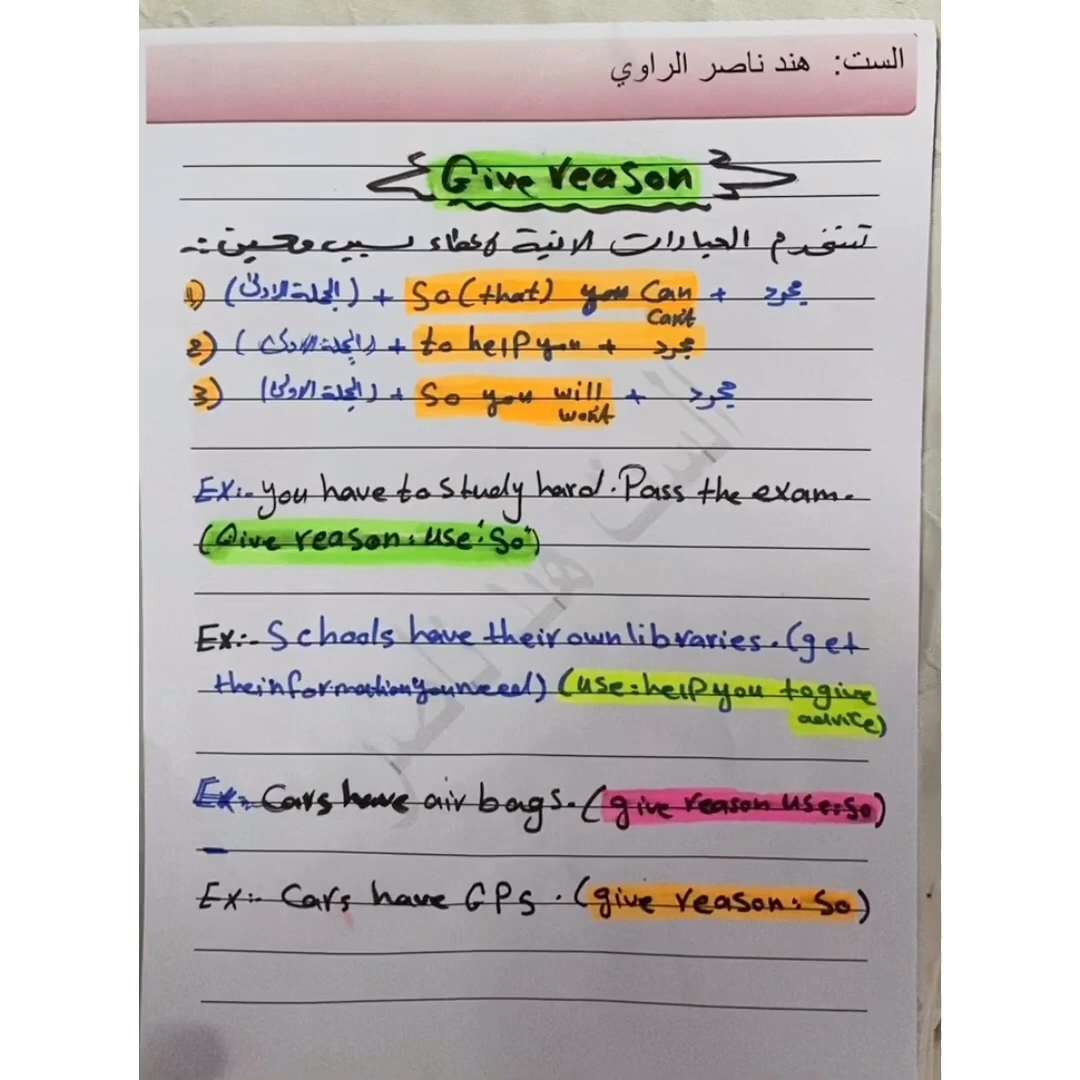 الست: هند ناصر الراوي
Give reason
تستخدم العبارات الاتية لاعطاء سبب معين :-
1) (الجملة الاولى) + So (that) you Can + مجرد
Can't
2) (الجملة الاولى) + to help you + مجرد
3) (الجملة الاولى) + So you will + مجرد
won't
Ex:- you have to Study hard. Pass the exam.
(Give reason: use: "So")
Ex:- Schools have their own libraries. (get
the information you need) (use: help you to give
advice)
Ex:- Cars have air bags. (give reason use: So)
Ex:- Cars have GPS. (give reason: So)
الست هند ناصر